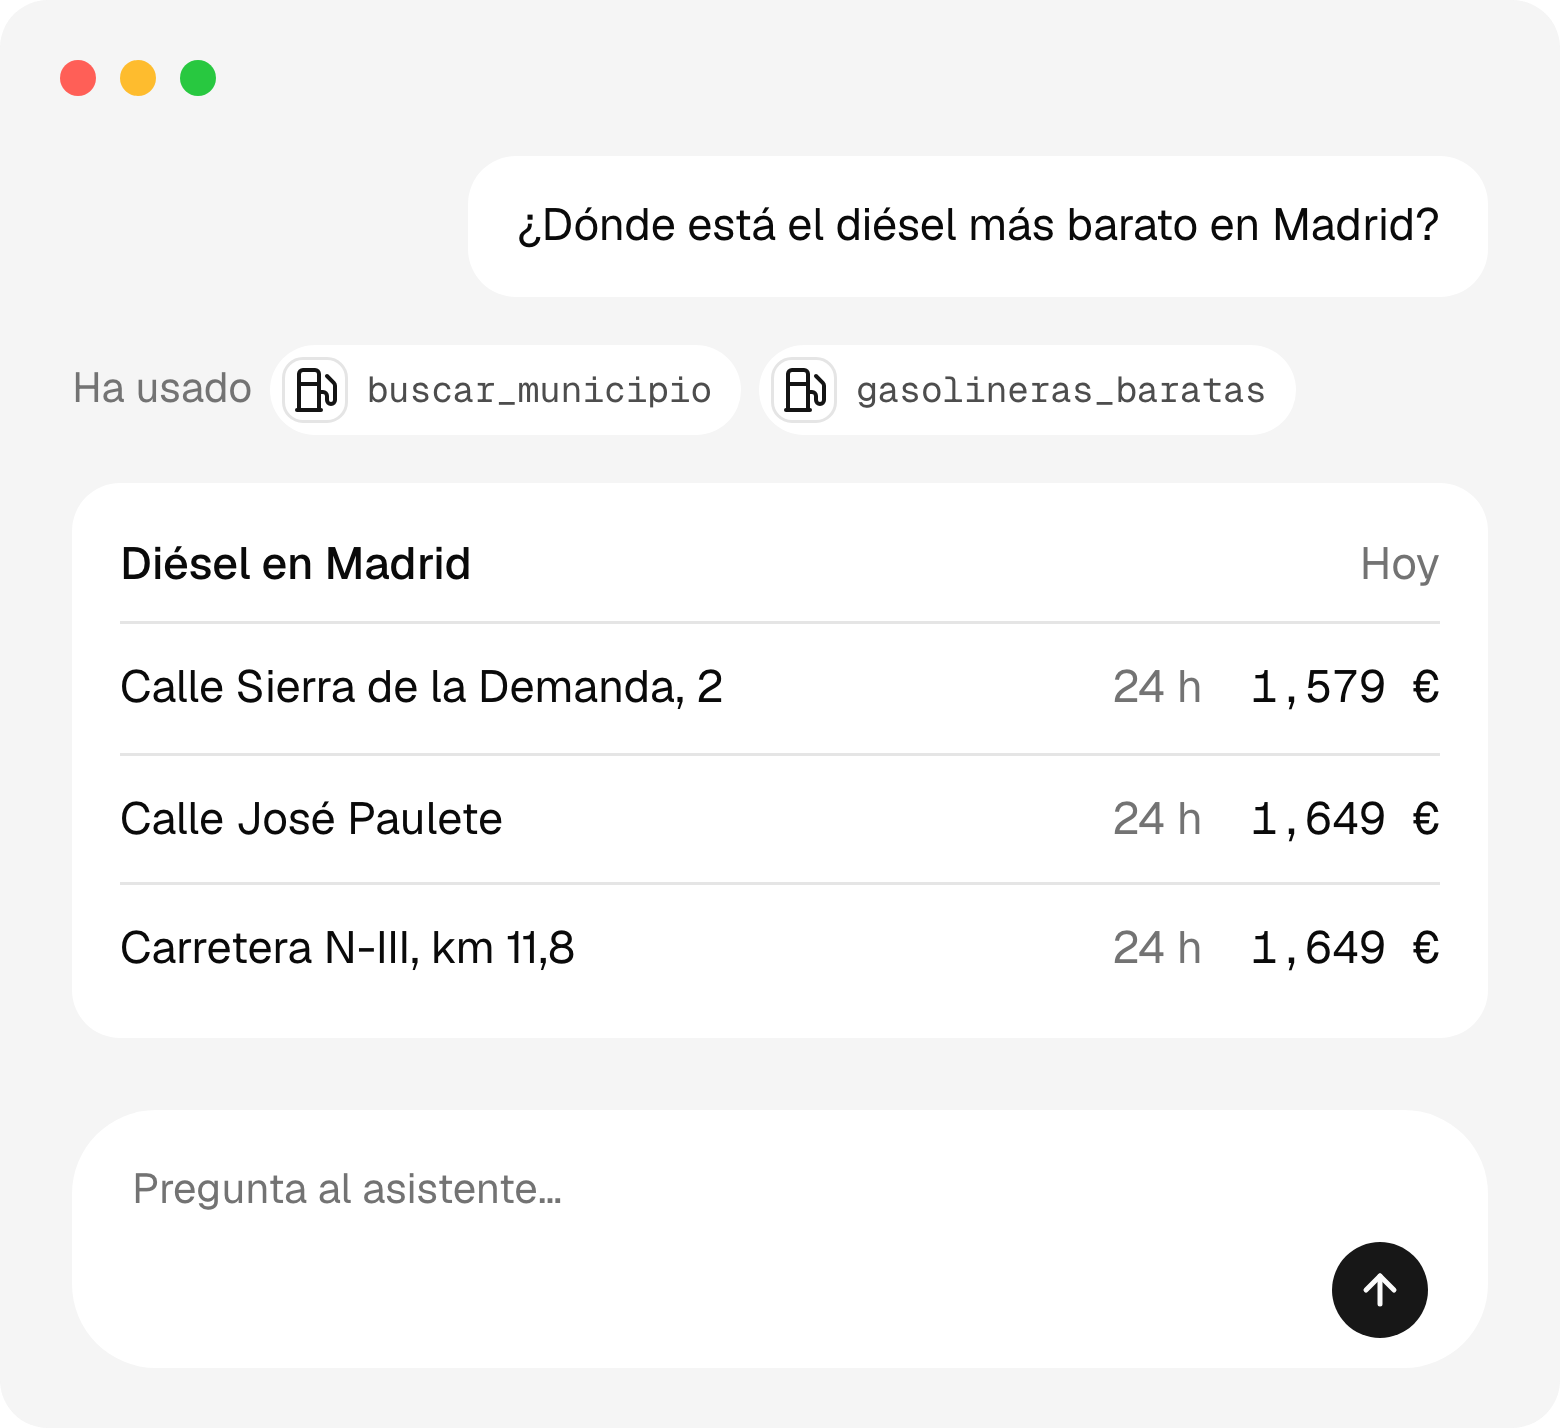 ¿Dónde está el diésel más barato en Madrid?
Ha usado buscar_municipio gasolineras_baratas
Diésel en Madrid Hoy
Calle Sierra de la Demanda, 2 24 h 1,579 €
Calle José Paulete 24 h 1,649 €
Carretera N-III, km 11,8 24 h 1,649 €
Pregunta al asistente...